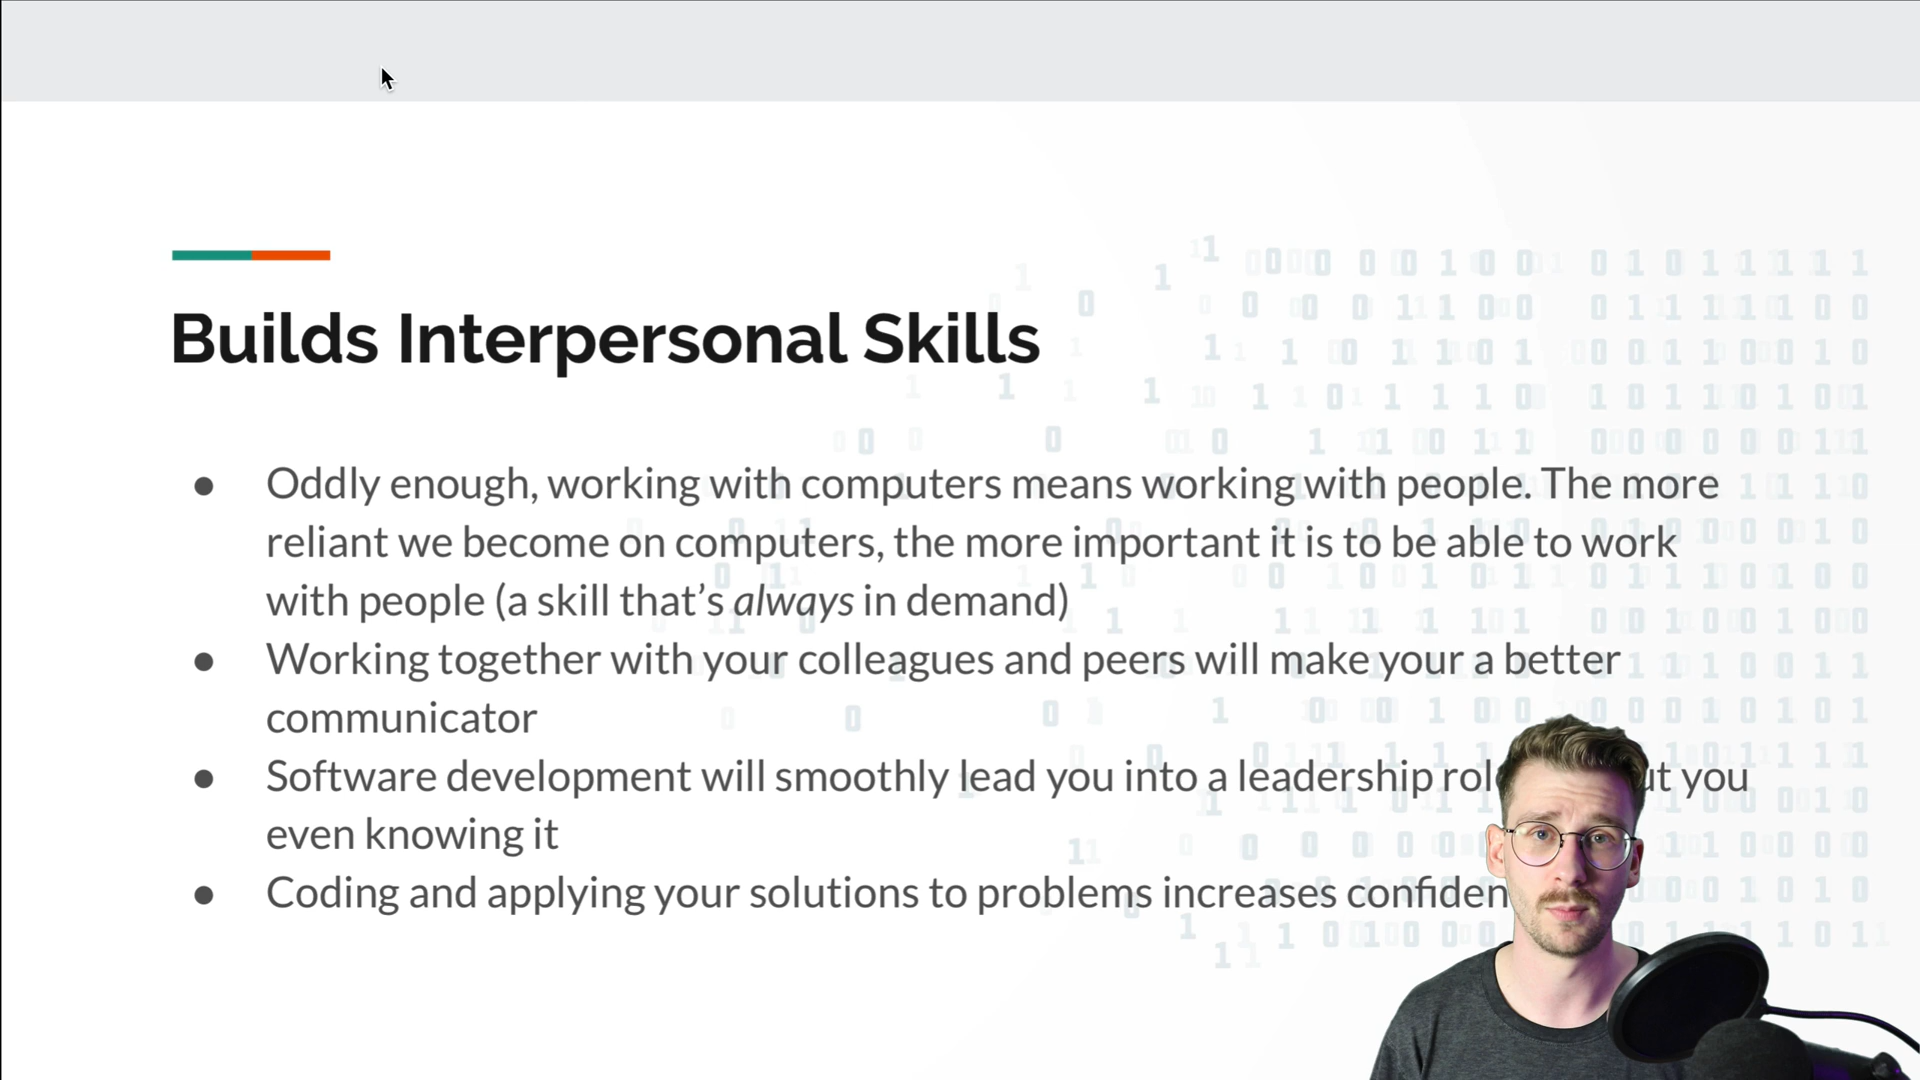 Builds Interpersonal Skills
● Oddly enough, working with computers means working with people. The more
reliant we become on computers, the more important it is to be able to work
with people (a skill that's always in demand)
● Working together with your colleagues and peers will make your a better
communicator
● Software development will smoothly lead you into a leadership you
even knowing it
● Coding and applying your solutions to problems increases